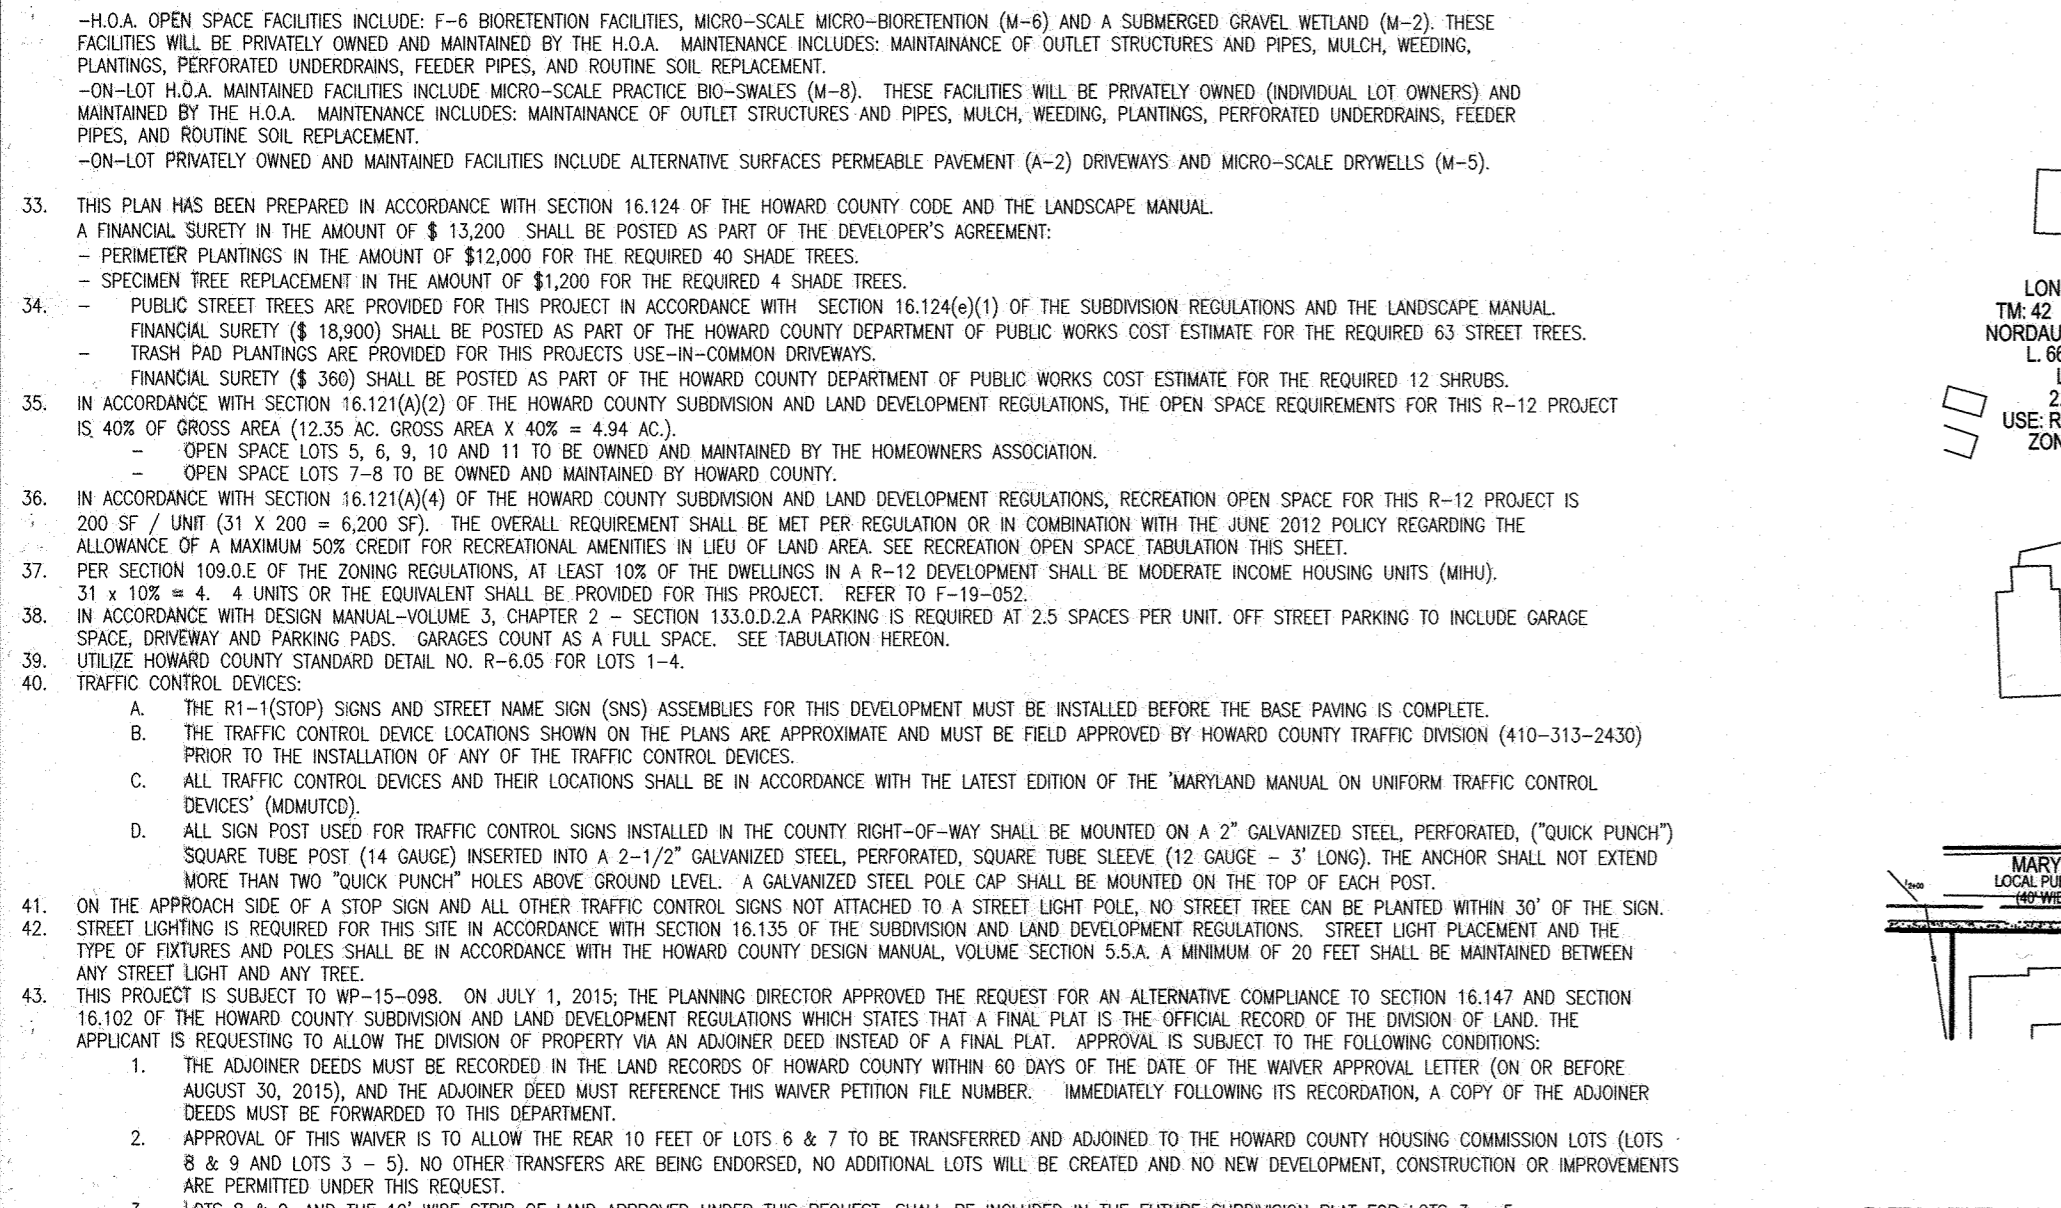 -H.O.A. OPEN SPACE FACILITIES INCLUDE: F-6 BIORETENTION FACILITIES, MICRO-SCALE MICRO-BIORETENTION (M-6) AND A SUBMERGED GRAVEL WETLAND (M-2). THESE
FACILITIES WILL BE PRIVATELY OWNED AND MAINTAINED BY THE H.O.A. MAINTENANCE INCLUDES: MAINTAINANCE OF OUTLET STRUCTURES AND PIPES, MULCH, WEEDING,
PLANTINGS, PERFORATED UNDERDRAINS, FEEDER PIPES, AND ROUTINE SOIL REPLACEMENT.
-ON-LOT H.O.A. MAINTAINED FACILITIES INCLUDE MICRO-SCALE PRACTICE BIO-SWALES (M-8). THESE FACILITIES WILL BE PRIVATELY OWNED (INDIVIDUAL LOT OWNERS) AND
MAINTAINED BY THE H.O.A. MAINTENANCE INCLUDES: MAINTAINANCE OF OUTLET STRUCTURES AND PIPES, MULCH, WEEDING, PLANTINGS, PERFORATED UNDERDRAINS, FEEDER
PIPES, AND ROUTINE SOIL REPLACEMENT.
-ON-LOT PRIVATELY OWNED AND MAINTAINED FACILITIES INCLUDE ALTERNATIVE SURFACES PERMEABLE PAVEMENT (A-2) DRIVEWAYS AND MICRO-SCALE DRYWELLS (M-5).
33. THIS PLAN HAS BEEN PREPARED IN ACCORDANCE WITH SECTION 16.124 OF THE HOWARD COUNTY CODE AND THE LANDSCAPE MANUAL.
A FINANCIAL SURETY IN THE AMOUNT OF $ 13,200 SHALL BE POSTED AS PART OF THE DEVELOPER'S AGREEMENT:
- PERIMETER PLANTINGS IN THE AMOUNT OF $12,000 FOR THE REQUIRED 40 SHADE TREES.
- SPECIMEN TREE REPLACEMENT IN THE AMOUNT OF $1,200 FOR THE REQUIRED 4 SHADE TREES.
34. - PUBLIC STREET TREES ARE PROVIDED FOR THIS PROJECT IN ACCORDANCE WITH SECTION 16.124(e)(1) OF THE SUBDIVISION REGULATIONS AND THE LANDSCAPE MANUAL.
FINANCIAL SURETY ($ 18,900) SHALL BE POSTED AS PART OF THE HOWARD COUNTY DEPARTMENT OF PUBLIC WORKS COST ESTIMATE FOR THE REQUIRED 63 STREET TREES.
- TRASH PAD PLANTINGS ARE PROVIDED FOR THIS PROJECTS USE-IN-COMMON DRIVEWAYS.
FINANCIAL SURETY ($ 360) SHALL BE POSTED AS PART OF THE HOWARD COUNTY DEPARTMENT OF PUBLIC WORKS COST ESTIMATE FOR THE REQUIRED 12 SHRUBS.
35. IN ACCORDANCE WITH SECTION 16.121(A)(2) OF THE HOWARD COUNTY SUBDIVISION AND LAND DEVELOPMENT REGULATIONS, THE OPEN SPACE REQUIREMENTS FOR THIS R-12 PROJECT
IS 40% OF GROSS AREA (12.35 AC. GROSS AREA X 40% = 4.94 AC.).
- OPEN SPACE LOTS 5, 6, 9, 10 AND 11 TO BE OWNED AND MAINTAINED BY THE HOMEOWNERS ASSOCIATION.
- OPEN SPACE LOTS 7-8 TO BE OWNED AND MAINTAINED BY HOWARD COUNTY.
36. IN ACCORDANCE WITH SECTION 16.121(A)(4) OF THE HOWARD COUNTY SUBDIVISION AND LAND DEVELOPMENT REGULATIONS, RECREATION OPEN SPACE FOR THIS R-12 PROJECT IS
200 SF / UNIT (31 X 200 = 6,200 SF). THE OVERALL REQUIREMENT SHALL BE MET PER REGULATION OR IN COMBINATION WITH THE JUNE 2012 POLICY REGARDING THE
ALLOWANCE OF A MAXIMUM 50% CREDIT FOR RECREATIONAL AMENITIES IN LIEU OF LAND AREA. SEE RECREATION OPEN SPACE TABULATION THIS SHEET.
37. PER SECTION 109.0.E OF THE ZONING REGULATIONS, AT LEAST 10% OF THE DWELLINGS IN A R-12 DEVELOPMENT SHALL BE MODERATE INCOME HOUSING UNITS (MIHU).
31 x 10% = 4. 4 UNITS OR THE EQUIVALENT SHALL BE PROVIDED FOR THIS PROJECT. REFER TO F-19-052.
38. IN ACCORDANCE WITH DESIGN MANUAL-VOLUME 3, CHAPTER 2 - SECTION 133.0.D.2.A PARKING IS REQUIRED AT 2.5 SPACES PER UNIT. OFF STREET PARKING TO INCLUDE GARAGE
SPACE, DRIVEWAY AND PARKING PADS. GARAGES COUNT AS A FULL SPACE. SEE TABULATION HEREON.
39. UTILIZE HOWARD COUNTY STANDARD DETAIL NO. R-6.05 FOR LOTS 1-4.
40. TRAFFIC CONTROL DEVICES:
A. THE R1-1(STOP) SIGNS AND STREET NAME SIGN (SNS) ASSEMBLIES FOR THIS DEVELOPMENT MUST BE INSTALLED BEFORE THE BASE PAVING IS COMPLETE.
B. THE TRAFFIC CONTROL DEVICE LOCATIONS SHOWN ON THE PLANS ARE APPROXIMATE AND MUST BE FIELD APPROVED BY HOWARD COUNTY TRAFFIC DIVISION (410-313-2430)
PRIOR TO THE INSTALLATION OF ANY OF THE TRAFFIC CONTROL DEVICES.
C. ALL TRAFFIC CONTROL DEVICES AND THEIR LOCATIONS SHALL BE IN ACCORDANCE WITH THE LATEST EDITION OF THE 'MARYLAND MANUAL ON UNIFORM TRAFFIC CONTROL
DEVICES' (MDMUTCD).
D. ALL SIGN POST USED FOR TRAFFIC CONTROL SIGNS INSTALLED IN THE COUNTY RIGHT-OF-WAY SHALL BE MOUNTED ON A 2" GALVANIZED STEEL, PERFORATED, ("QUICK PUNCH")
SQUARE TUBE POST (14 GAUGE) INSERTED INTO A 2-1/2" GALVANIZED STEEL, PERFORATED, SQUARE TUBE SLEEVE (12 GAUGE - 3' LONG). THE ANCHOR SHALL NOT EXTEND
MORE THAN TWO "QUICK PUNCH" HOLES ABOVE GROUND LEVEL. A GALVANIZED STEEL POLE CAP SHALL BE MOUNTED ON THE TOP OF EACH POST.
41. ON THE APPROACH SIDE OF A STOP SIGN AND ALL OTHER TRAFFIC CONTROL SIGNS NOT ATTACHED TO A STREET LIGHT POLE, NO STREET TREE CAN BE PLANTED WITHIN 30' OF THE SIGN.
42. STREET LIGHTING IS REQUIRED FOR THIS SITE IN ACCORDANCE WITH SECTION 16.135 OF THE SUBDIVISION AND LAND DEVELOPMENT REGULATIONS. STREET LIGHT PLACEMENT AND THE
TYPE OF FIXTURES AND POLES SHALL BE IN ACCORDANCE WITH THE HOWARD COUNTY DESIGN MANUAL, VOLUME SECTION 5.5.A. A MINIMUM OF 20 FEET SHALL BE MAINTAINED BETWEEN
ANY STREET LIGHT AND ANY TREE.
43. THIS PROJECT IS SUBJECT TO WP-15-098. ON JULY 1, 2015; THE PLANNING DIRECTOR APPROVED THE REQUEST FOR AN ALTERNATIVE COMPLIANCE TO SECTION 16.147 AND SECTION
16.102 OF THE HOWARD COUNTY SUBDIVISION AND LAND DEVELOPMENT REGULATIONS WHICH STATES THAT A FINAL PLAT IS THE OFFICIAL RECORD OF THE DIVISION OF LAND. THE
APPLICANT IS REQUESTING TO ALLOW THE DIVISION OF PROPERTY VIA AN ADJOINER DEED INSTEAD OF A FINAL PLAT. APPROVAL IS SUBJECT TO THE FOLLOWING CONDITIONS:
1. THE ADJOINER DEEDS MUST BE RECORDED IN THE LAND RECORDS OF HOWARD COUNTY WITHIN 60 DAYS OF THE DATE OF THE WAIVER APPROVAL LETTER (ON OR BEFORE
AUGUST 30, 2015), AND THE ADJOINER DEED MUST REFERENCE THIS WAIVER PETITION FILE NUMBER. IMMEDIATELY FOLLOWING ITS RECORDATION, A COPY OF THE ADJOINER
DEEDS MUST BE FORWARDED TO THIS DEPARTMENT.
2. APPROVAL OF THIS WAIVER IS TO ALLOW THE REAR 10 FEET OF LOTS 6 & 7 TO BE TRANSFERRED AND ADJOINED TO THE HOWARD COUNTY HOUSING COMMISSION LOTS (LOTS
8 & 9 AND LOTS 3 - 5). NO OTHER TRANSFERS ARE BEING ENDORSED, NO ADDITIONAL LOTS WILL BE CREATED AND NO NEW DEVELOPMENT, CONSTRUCTION OR IMPROVEMENTS
ARE PERMITTED UNDER THIS REQUEST.
LON
TM: 42
NORDAU
L. 66
L
2.
USE: R
ZON
MARY
LOCAL PU
(40' WI